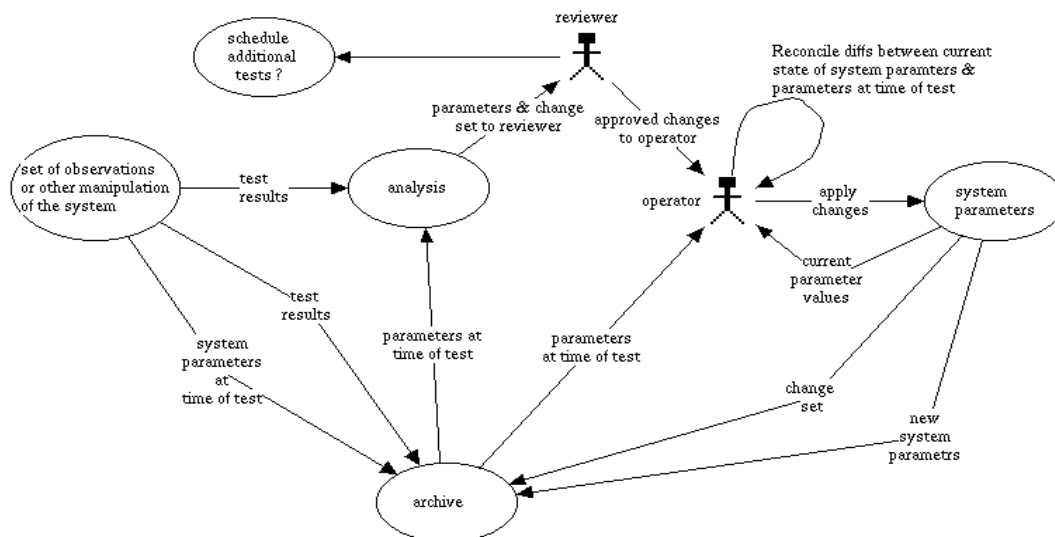 reviewer
schedule
additional
tests ?
Reconcile diffs between current
state of system paramters &
parameters at time of test
parameters & change
set to reviewer
approved changes
to operator
set of observations
or other manipulation
of the system
test
results
analysis
operator
apply
changes
system
parameters
current
parameter
values
test
results
system
parameters
at
time of test
parameters at
time of test
parameters
at time of test
change
set
new
system
parametrs
archive